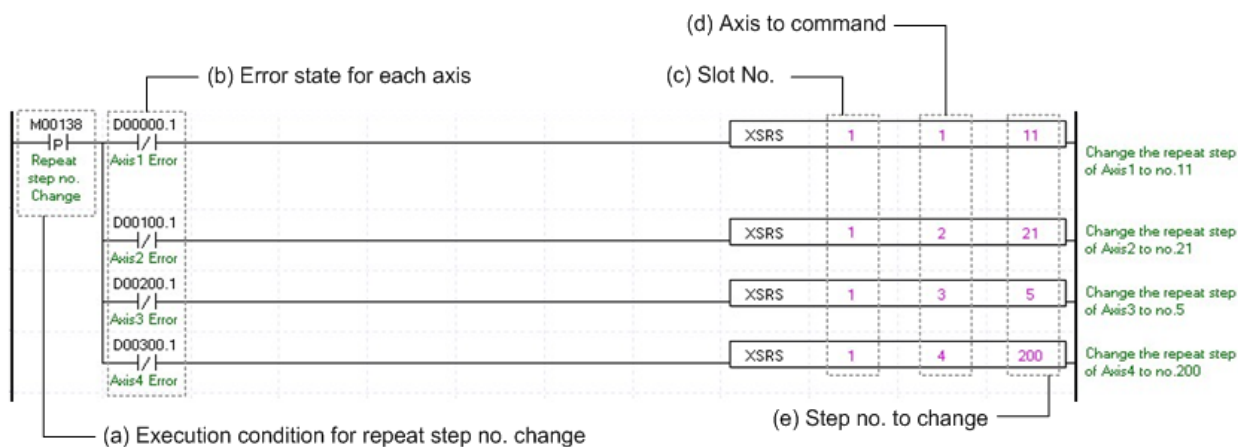 (d) Axis to command
(b) Error state for each axis
(c) Slot No.
M00138
D00000.1
P
XSRS 1 1 11
Repeat
step no.
Change
Axis1 Error
Change the repeat step
of Axis1 to no.11
D00100.1
XSRS 1 2 21
Axis2 Error
Change the repeat step
of Axis2 to no.21
D00200.1
XSRS 1 3 5
Axis3 Error
Change the repeat step
of Axis3 to no.5
D00300.1
XSRS 1 4 200
Axis4 Error
Change the repeat step
of Axis4 to no.200
(e) Step no. to change
(a) Execution condition for repeat step no. change